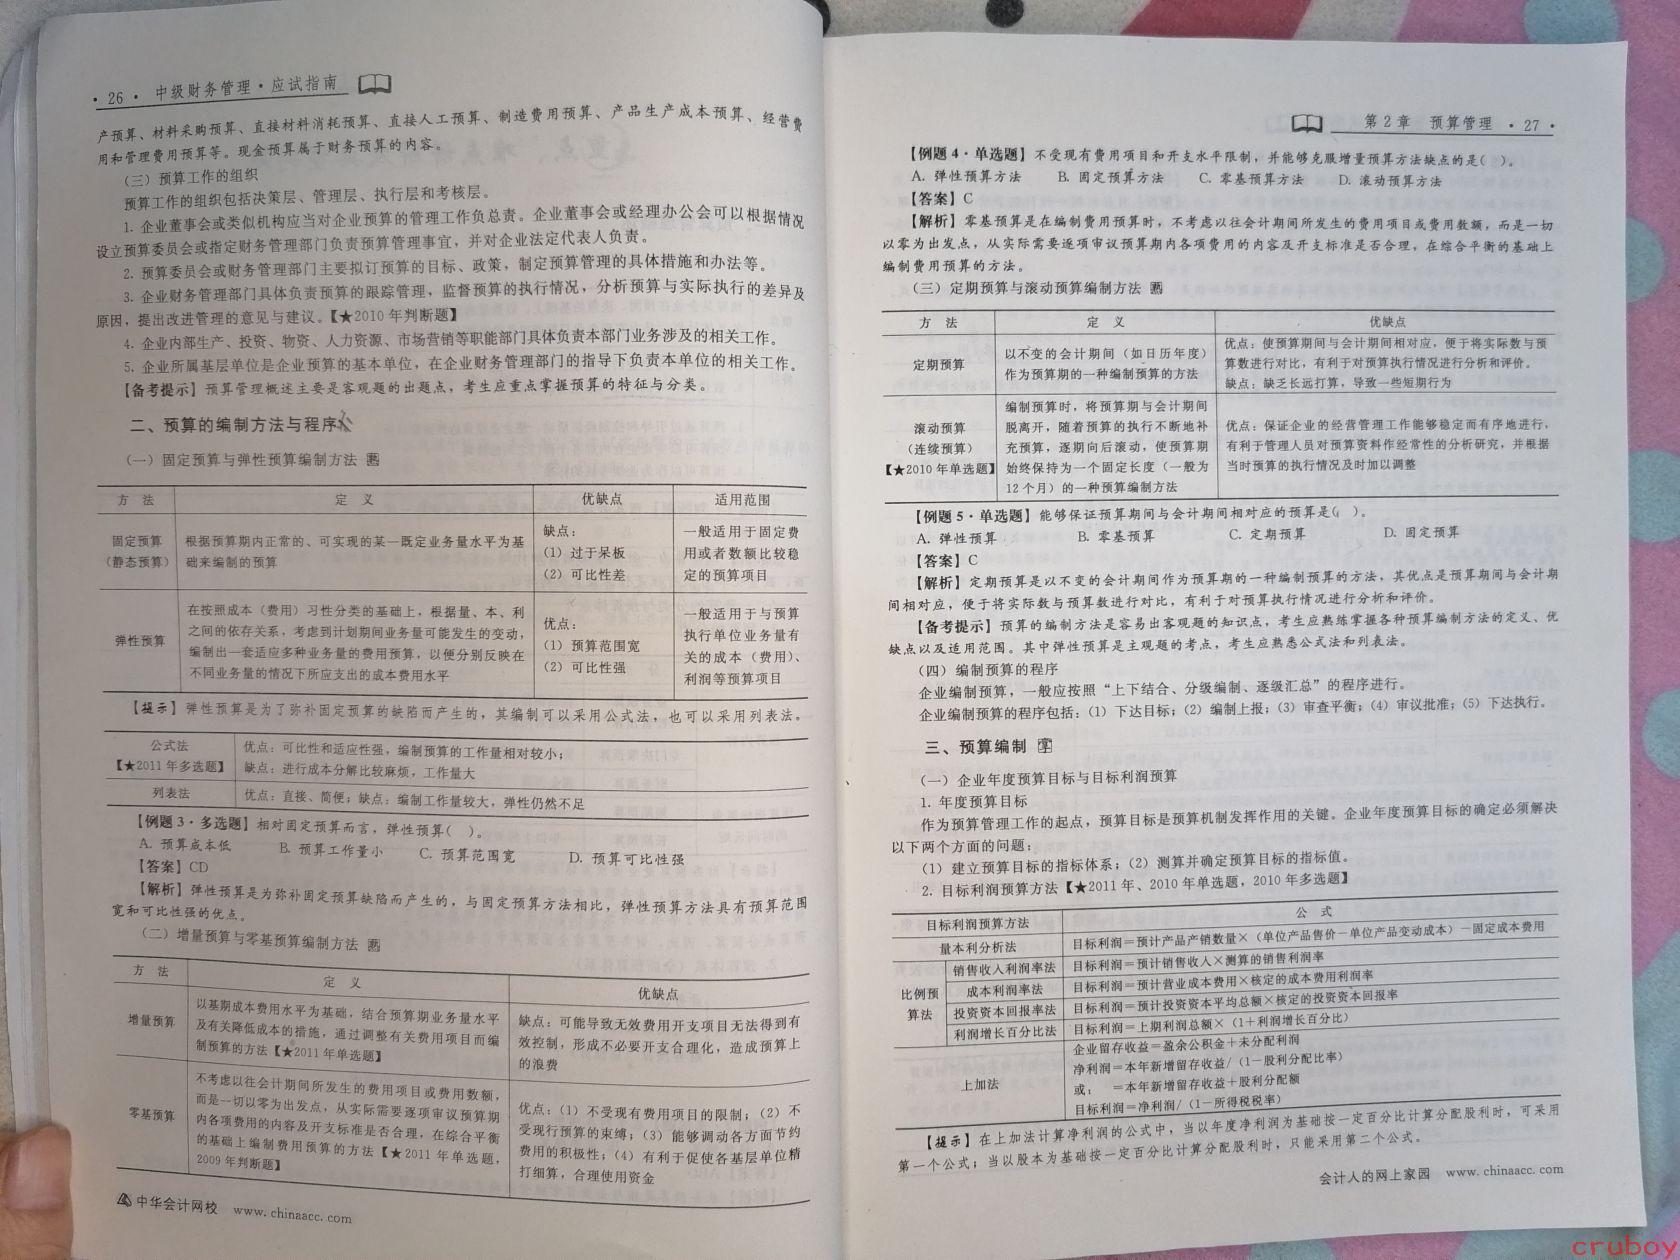 · 26 · 中级财务管理·应试指南
产预算、材料采购预算、直接材料消耗预算、直接人工预算、制造费用预算、产品生产成本预算、经营费
用和管理费用预算等。现金预算属于财务预算的内容。
(三)预算工作的组织
预算工作的组织包括决策层、管理层、执行层和考核层。
1. 企业董事会或类似机构应当对企业预算的管理工作负总责。企业董事会或经理办公会可以根据情况
设立预算委员会或指定财务管理部门负责预算管理事宜，并对企业法定代表人负责。
2. 预算委员会或财务管理部门主要拟订预算的目标、政策，制定预算管理的具体措施和办法等。
3. 企业财务管理部门具体负责预算的跟踪管理，监督预算的执行情况，分析预算与实际执行的差异及
原因，提出改进管理的意见与建议。【★2010年判断题】
4. 企业内部生产、投资、物资、人力资源、市场营销等职能部门具体负责本部门业务涉及的相关工作。
5. 企业所属基层单位是企业预算的基本单位，在企业财务管理部门的指导下负责本单位的相关工作。
【备考提示】预算管理概述主要是客观题的出题点，考生应重点掌握预算的特征与分类。
二、预算的编制方法与程序
(一)固定预算与弹性预算编制方法
方 法 定 义 优缺点 适用范围
固定预算
(静态预算)
根据预算期内正常的、可实现的某一既定业务量水平为基
础来编制的预算
缺点：
(1) 过于呆板
(2) 可比性差
一般适用于固定费
用或者数额比较稳
定的预算项目
弹性预算
在按照成本(费用)习性分类的基础上，根据量、本、利
之间的依存关系，考虑到计划期间业务量可能发生的变动，
编制出一套适应多种业务量的费用预算，以便分别反映在
不同业务量的情况下所应支出的成本费用水平
优点：
(1) 预算范围宽
(2) 可比性强
一般适用于与预算
执行单位业务量有
关的成本(费用)、
利润等预算项目
【提示】弹性预算是为了弥补固定预算的缺陷而产生的，其编制可以采用公式法，也可以采用列表法。
公式法
【★2011年多选题】
优点：可比性和适应性强，编制预算的工作量相对较小；
缺点：进行成本分解比较麻烦，工作量大
列表法 优点：直接、简便；缺点：编制工作量较大，弹性仍然不足
【例题3·多选题】相对固定预算而言，弹性预算( )。
A. 预算成本低 B. 预算工作量小 C. 预算范围宽 D. 预算可比性强
【答案】CD
【解析】弹性预算是为弥补固定预算缺陷而产生的，与固定预算方法相比，弹性预算方法具有预算范围
宽和可比性强的优点。
(二)增量预算与零基预算编制方法
方 法 定 义 优缺点
增量预算
以基期成本费用水平为基础，结合预算期业务量水平
及有关降低成本的措施，通过调整有关费用项目而编
制预算的方法【★2011年单选题】
缺点：可能导致无效费用开支项目无法得到有
效控制，形成不必要开支合理化，造成预算上
的浪费
零基预算
不考虑以往会计期间所发生的费用项目或费用数额，
而是一切以零为出发点，从实际需要逐项审议预算期
内各项费用的内容及开支标准是否合理，在综合平衡
的基础上编制费用预算的方法【★2011年单选题，
2009年判断题】
优点：(1) 不受现有费用项目的限制；(2) 不
受现行预算的束缚；(3) 能够调动各方面节约
费用的积极性；(4) 有利于促使各基层单位精
打细算，合理使用资金
中华会计网校 www.chinaacc.com
第2章 预算管理 · 27 ·
【例题4·单选题】不受现有费用项目和开支水平限制，并能够克服增量预算方法缺点的是( )。
A. 弹性预算方法 B. 固定预算方法 C. 零基预算方法 D. 滚动预算方法
【答案】C
【解析】零基预算是在编制费用预算时，不考虑以往会计期间所发生的费用项目或费用数额，而是一切
以零为出发点，从实际需要逐项审议预算期内各项费用的内容及开支标准是否合理，在综合平衡的基础上
编制费用预算的方法。
(三)定期预算与滚动预算编制方法
方 法 定 义 优缺点
定期预算
以不变的会计期间(如日历年度)
作为预算期的一种编制预算的方法
优点：使预算期间与会计期间相对应，便于将实际数与预
算数进行对比，有利于对预算执行情况进行分析和评价。
缺点：缺乏长远打算，导致一些短期行为
滚动预算
(连续预算)
【★2010年单选题】
编制预算时，将预算期与会计期间
脱离开，随着预算的执行不断地补
充预算，逐期向后滚动，使预算期
始终保持为一个固定长度(一般为
12个月)的一种预算编制方法
优点：保证企业的经营管理工作能够稳定而有序地进行，
有利于管理人员对预算资料作经常性的分析研究，并根据
当时预算的执行情况及时加以调整
【例题5·单选题】能够保证预算期间与会计期间相对应的预算是( )。
A. 弹性预算 B. 零基预算 C. 定期预算 D. 固定预算
【答案】C
【解析】定期预算是以不变的会计期间作为预算期的一种编制预算的方法，其优点是预算期间与会计期
间相对应，便于将实际数与预算数进行对比，有利于对预算执行情况进行分析和评价。
【备考提示】预算的编制方法是容易出客观题的知识点，考生应熟练掌握各种预算编制方法的定义、优
缺点以及适用范围。其中弹性预算是主观题的考点，考生应熟悉公式法和列表法。
(四)编制预算的程序
企业编制预算，一般应按照“上下结合、分级编制、逐级汇总”的程序进行。
企业编制预算的程序包括：(1) 下达目标；(2) 编制上报；(3) 审查平衡；(4) 审议批准；(5) 下达执行。
三、预算编制
(一)企业年度预算目标与目标利润预算
1. 年度预算目标
作为预算管理工作的起点，预算目标是预算机制发挥作用的关键。企业年度预算目标的确定必须解决
以下两个方面的问题：
(1) 建立预算目标的指标体系；(2) 测算并确定预算目标的指标值。
2. 目标利润预算方法【★2011年、2010年单选题，2010年多选题】
目标利润预算方法 公 式
量本利分析法 目标利润=预计产品产销数量×(单位产品售价-单位产品变动成本)-固定成本费用
比例预
算法
销售收入利润率法 目标利润=预计销售收入×测算的销售利润率
成本利润率法 目标利润=预计营业成本费用×核定的成本费用利润率
投资资本回报率法 目标利润=预计投资资本平均总额×核定的投资资本回报率
利润增长百分比法 目标利润=上期利润总额×(1+利润增长百分比)
上加法
企业留存收益=盈余公积金+未分配利润
净利润=本年新增留存收益/(1-股利分配比率)
或： =本年新增留存收益+股利分配额
目标利润=净利润/(1-所得税税率)
【提示】在上加法计算净利润的公式中，当以年度净利润为基础按一定百分比计算分配股利时，可采用
第一个公式；当以股本为基础按一定百分比计算分配股利时，只能采用第二个公式。
会计人的网上家园 www.chinaacc.com
cruboy